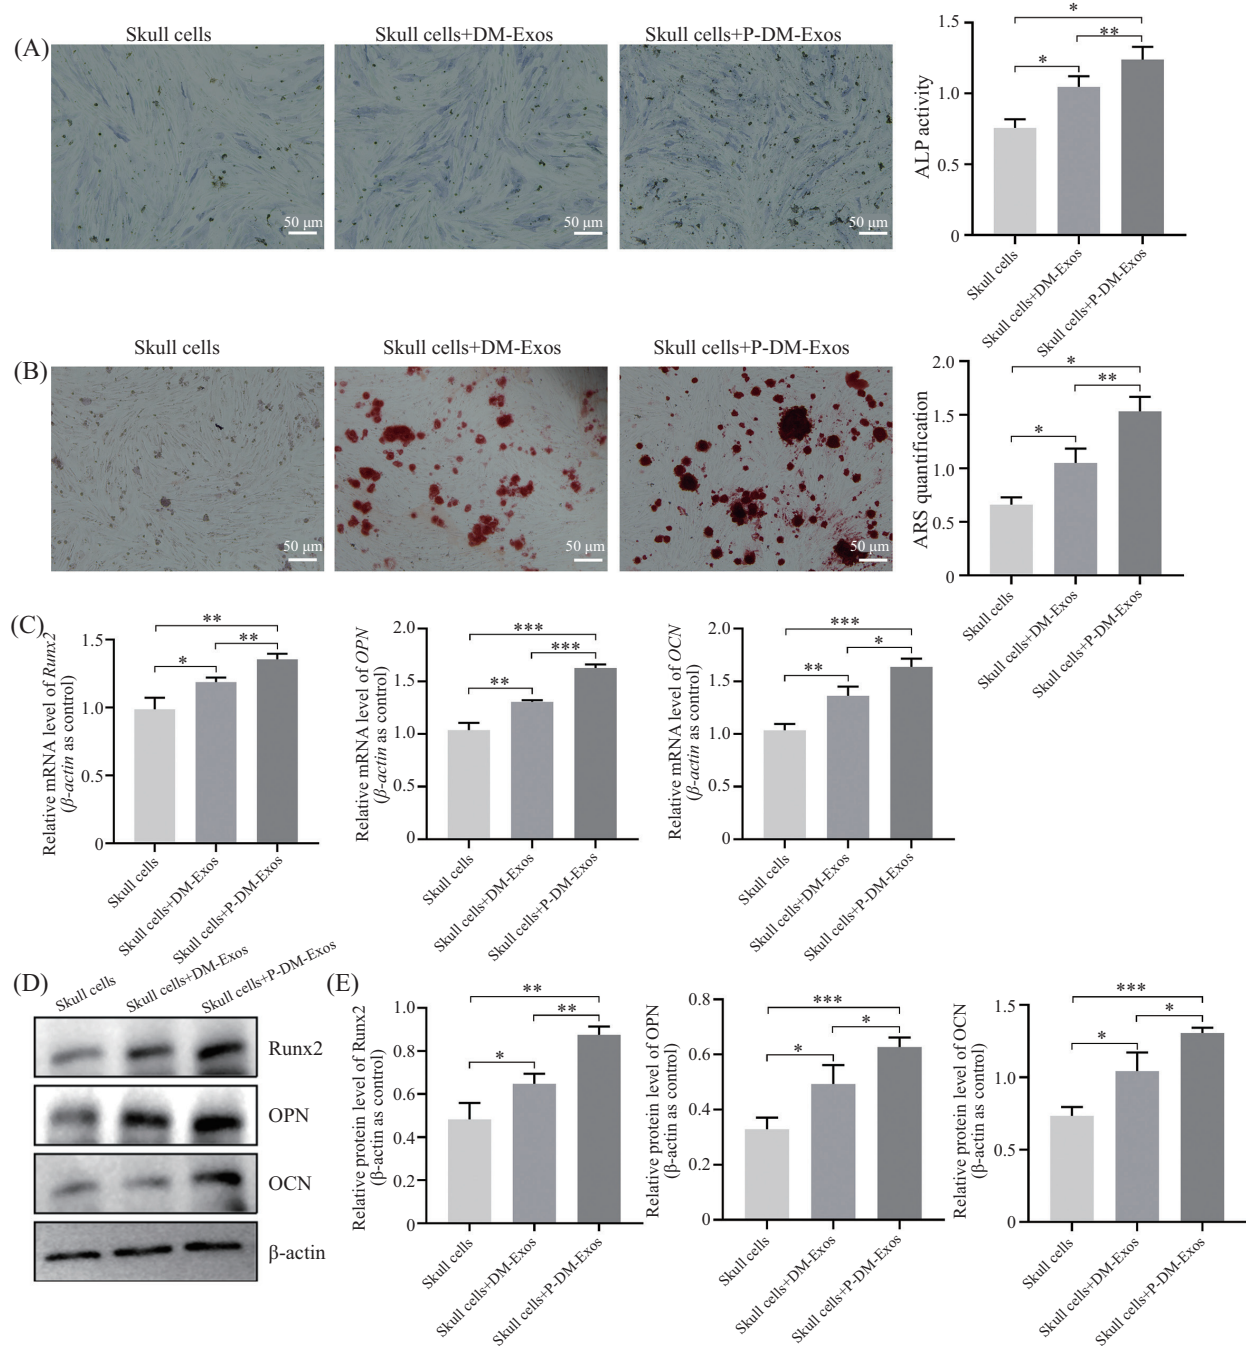 (A)
Skull cells
Skull cells+DM-Exos
Skull cells+P-DM-Exos
50 μm
50 μm
50 μm
ALP activity
1.5
1.0
0.5
0
*
**
*
Skull cells
Skull cells+DM-Exos
Skull cells+P-DM-Exos
(B)
Skull cells
Skull cells+DM-Exos
Skull cells+P-DM-Exos
50 μm
50 μm
50 μm
ARS quantification
2.0
1.5
1.0
0.5
0
*
**
*
Skull cells
Skull cells+DM-Exos
Skull cells+P-DM-Exos
(C)
Relative mRNA level of Runx2
(β-actin as control)
1.5
1.0
0.5
0
**
**
*
Skull cells
Skull cells+DM-Exos
Skull cells+P-DM-Exos
Relative mRNA level of OPN
(β-actin as control)
2.0
1.5
1.0
0.5
0
***
***
**
Skull cells
Skull cells+DM-Exos
Skull cells+P-DM-Exos
Relative mRNA level of OCN
(β-actin as control)
2.0
1.5
1.0
0.5
0
***
*
**
Skull cells
Skull cells+DM-Exos
Skull cells+P-DM-Exos
(D)
Skull cells
Skull cells+DM-Exos
Skull cells+P-DM-Exos
Runx2
OPN
OCN
β-actin
(E)
Relative protein level of Runx2
(β-actin as control)
1.0
0.8
0.6
0.4
0.2
0
**
**
*
Skull cells
Skull cells+DM-Exos
Skull cells+P-DM-Exos
Relative protein level of OPN
(β-actin as control)
0.8
0.6
0.4
0.2
0
***
*
*
Skull cells
Skull cells+DM-Exos
Skull cells+P-DM-Exos
Relative protein level of OCN
(β-actin as control)
1.5
1.0
0.5
0
***
*
*
Skull cells
Skull cells+DM-Exos
Skull cells+P-DM-Exos